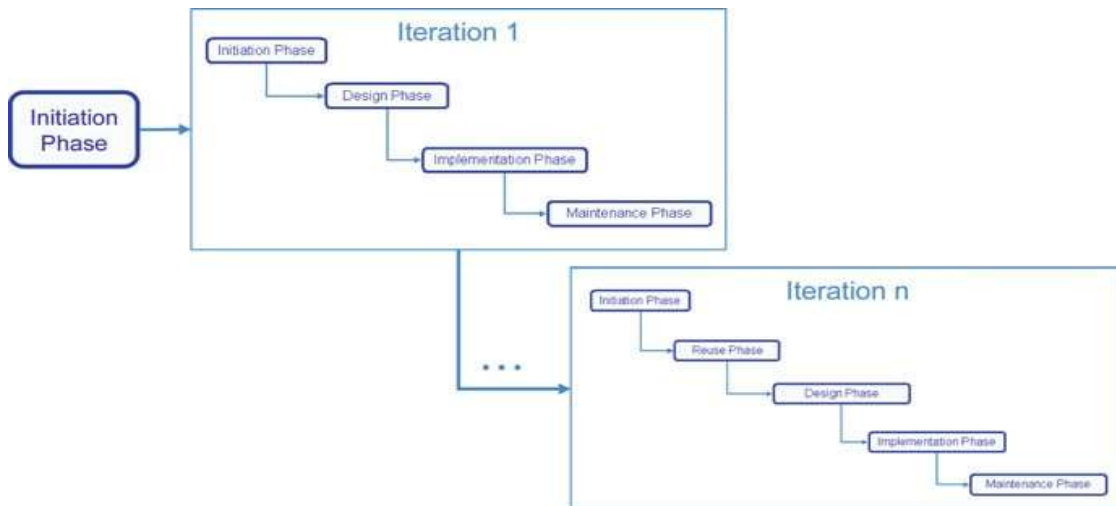 Initiation
Phase
Iteration 1
Initiation Phase
Design Phase
Implementation Phase
Maintenance Phase
...
Iteration n
Initiation Phase
Reuse Phase
Design Phase
Implementation Phase
Maintenance Phase